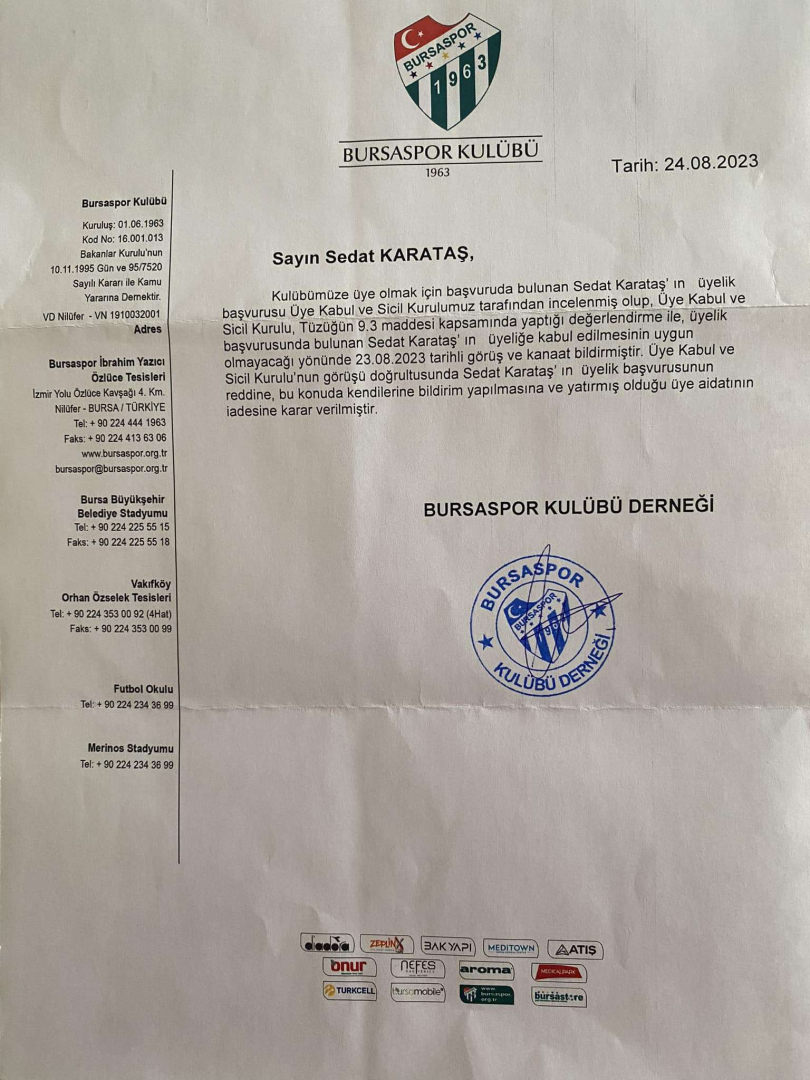 BURSASPOR
1963
BURSASPOR KULÜBÜ
1963
Tarih: 24.08.2023
Bursaspor Kulübü
Kuruluş: 01.06.1963
Kod No: 16.001.013
Bakanlar Kurulu'nun
10.11.1995 Gün ve 95/7520
Sayılı Kararı ile Kamu
Yararına Dernektir.
VD Nilüfer - VN 1910032001
Adres
Bursaspor İbrahim Yazıcı
Özlüce Tesisleri
İzmir Yolu Özlüce Kavşağı 4. Km.
Nilüfer - BURSA / TÜRKİYE
Tel: + 90 224 444 1963
Faks: + 90 224 413 63 06
www.bursaspor.org.tr
bursaspor@bursaspor.org.tr
Bursa Büyükşehir
Belediye Stadyumu
Tel: + 90 224 225 55 15
Faks: + 90 224 225 55 18
Vakıfköy
Orhan Özselek Tesisleri
Tel: + 90 224 353 00 92 (4Hat)
Faks: + 90 224 353 00 99
Futbol Okulu
Tel: + 90 224 234 36 99
Merinos Stadyumu
Tel: + 90 224 234 36 99
Sayın Sedat KARATAŞ,
Kulübümüze üye olmak için başvuruda bulunan Sedat Karataş' ın üyelik
başvurusu Üye Kabul ve Sicil Kurulumuz tarafından incelenmiş olup, Üye Kabul ve
Sicil Kurulu, Tüzüğün 9.3 maddesi kapsamında yaptığı değerlendirme ile, üyelik
başvurusunda bulunan Sedat Karataş' ın üyeliğe kabul edilmesinin uygun
olmayacağı yönünde 23.08.2023 tarihli görüş ve kanaat bildirmiştir. Üye Kabul ve
Sicil Kurulu'nun görüşü doğrultusunda Sedat Karataş' ın üyelik başvurusunun
reddine, bu konuda kendilerine bildirim yapılmasına ve yatırmış olduğu üye aidatının
iadesine karar verilmiştir.
BURSASPOR KULÜBÜ DERNEĞİ
BURSASPOR
BURSASPOR
KULÜBÜ DERNEĞİ
diadora ZEPLİN BAKYAPI MEDITOWN ATIŞ
onur NEFES aroma MEDICALPARK
TURKCELL bursamobile www.bursaspor.org.tr bursastore